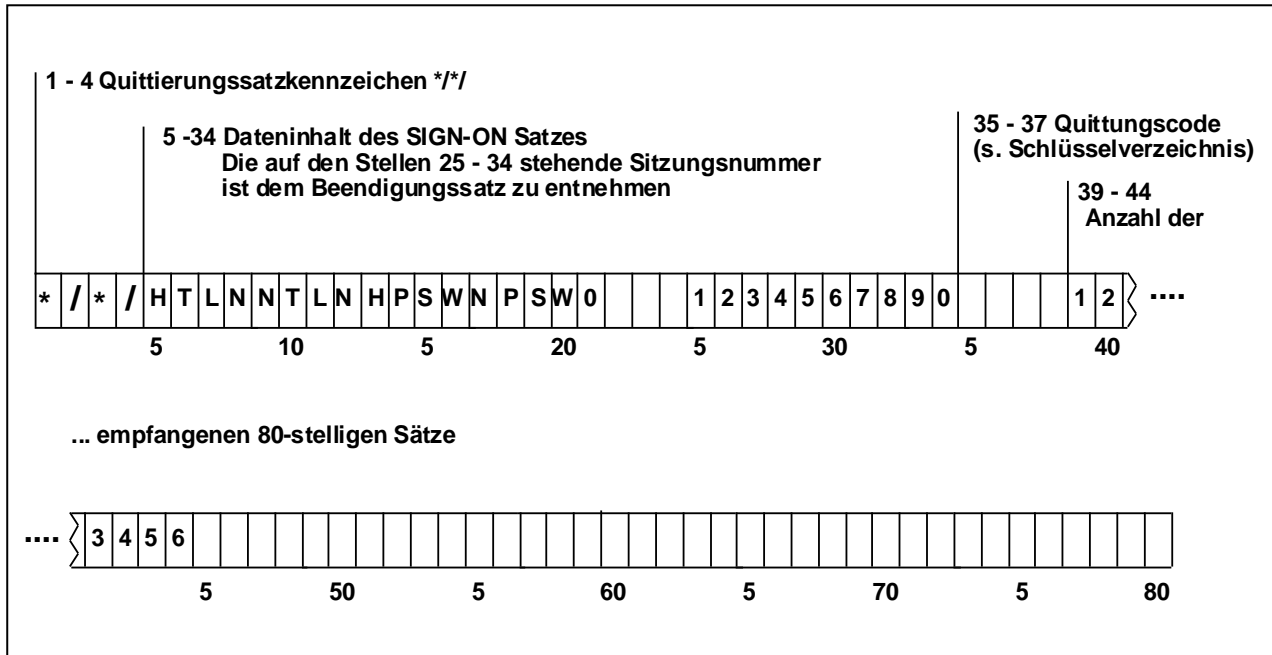 1 - 4 Quittierungssatzkennzeichen */*/
5 -34 Dateninhalt des SIGN-ON Satzes
Die auf den Stellen 25 - 34 stehende Sitzungsnummer
ist dem Beendigungssatz zu entnehmen
35 - 37 Quittungscode
(s. Schlüsselverzeichnis)
39 - 44
Anzahl der
* / * / H T L N N T L N H P S W N P S W 0 1 2 3 4 5 6 7 8 9 0 1 2 ....
5 10 5 20 5 30 5 40
... empfangenen 80-stelligen Sätze
.... 3 4 5 6
5 50 5 60 5 70 5 80